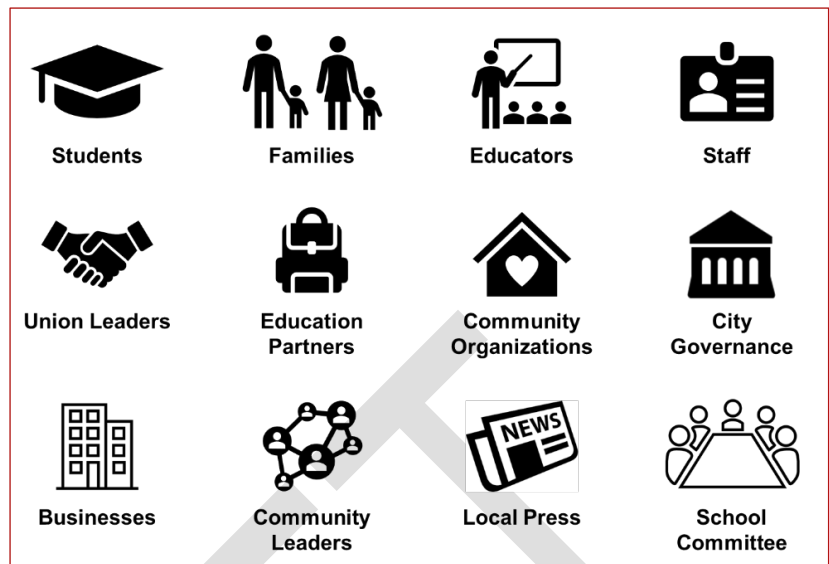 Students
Families
Educators
Staff
Union Leaders
Education
Partners
Community
Organizations
City
Governance
NEWS
Businesses
Community
Leaders
Local Press
School
Committee